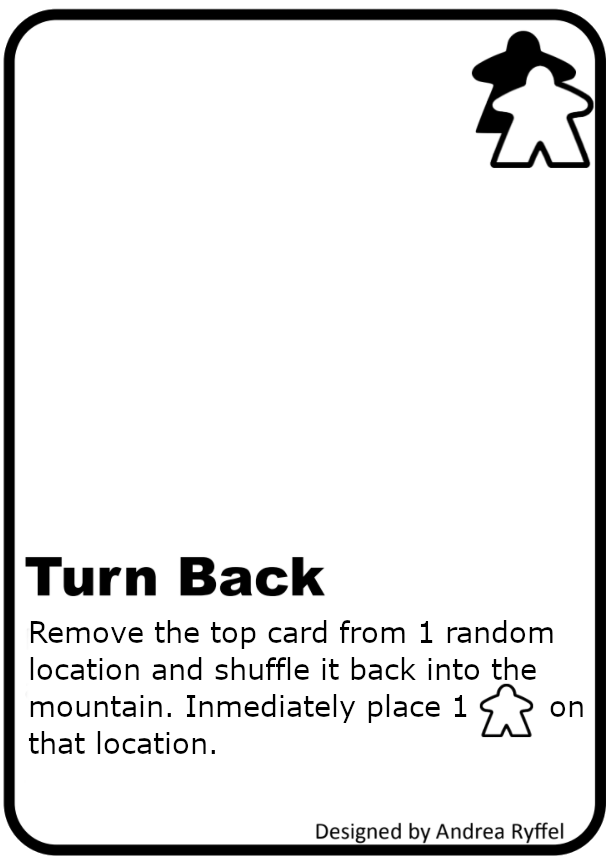 Turn Back
Remove the top card from 1 random
location and shuffle it back into the
mountain. Inmediately place 1 on
that location.
Designed by Andrea Ryffel